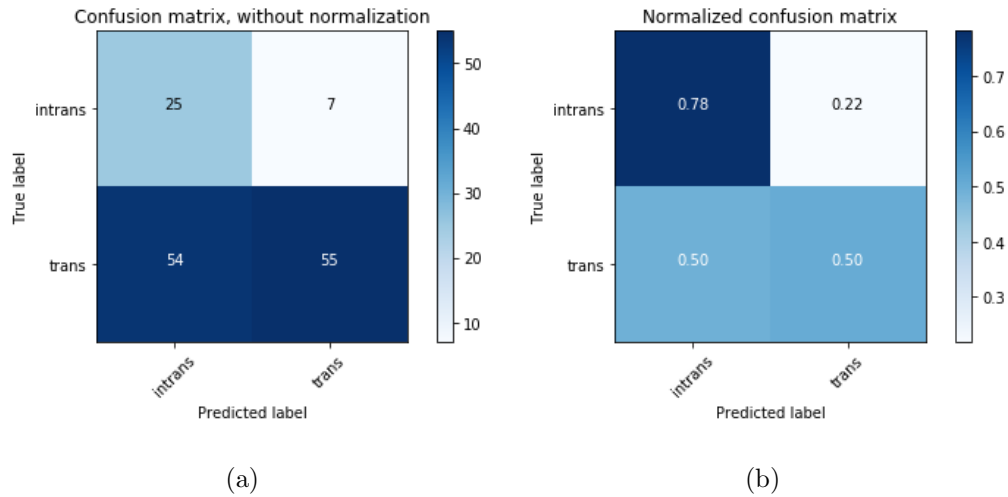 Confusion matrix, without normalization
intrans
trans
True label
25
7
54
55
intrans
trans
Predicted label
50
40
30
20
10
(a)
Normalized confusion matrix
intrans
trans
True label
0.78
0.22
0.50
0.50
intrans
trans
Predicted label
0.7
0.6
0.5
0.4
0.3
(b)